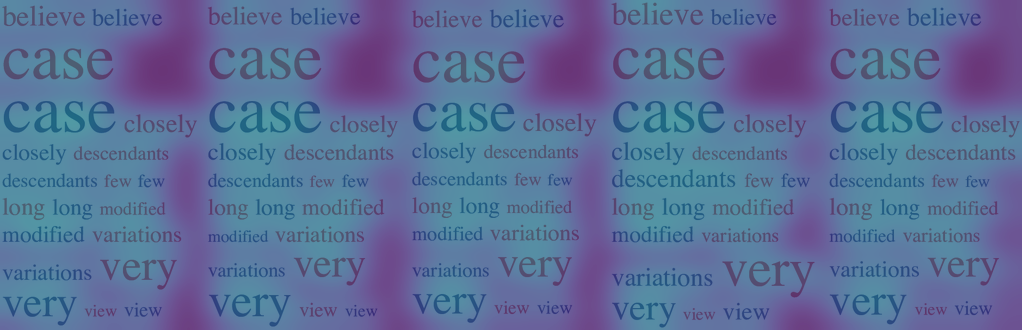 believe believe
case
case closely
closely descendants
descendants few few
long long modified
modified variations
variations very
very view view
believe believe
case
case closely
closely descendants
descendants few few
long long modified
modified variations
variations very
very view view
believe believe
case
case closely
closely descendants
descendants few few
long long modified
modified variations
variations very
very view view
believe believe
case
case closely
closely descendants
descendants few few
long long modified
modified variations
variations very
very view view
believe believe
case
case closely
closely descendants
descendants few few
long long modified
modified variations
variations very
very view view